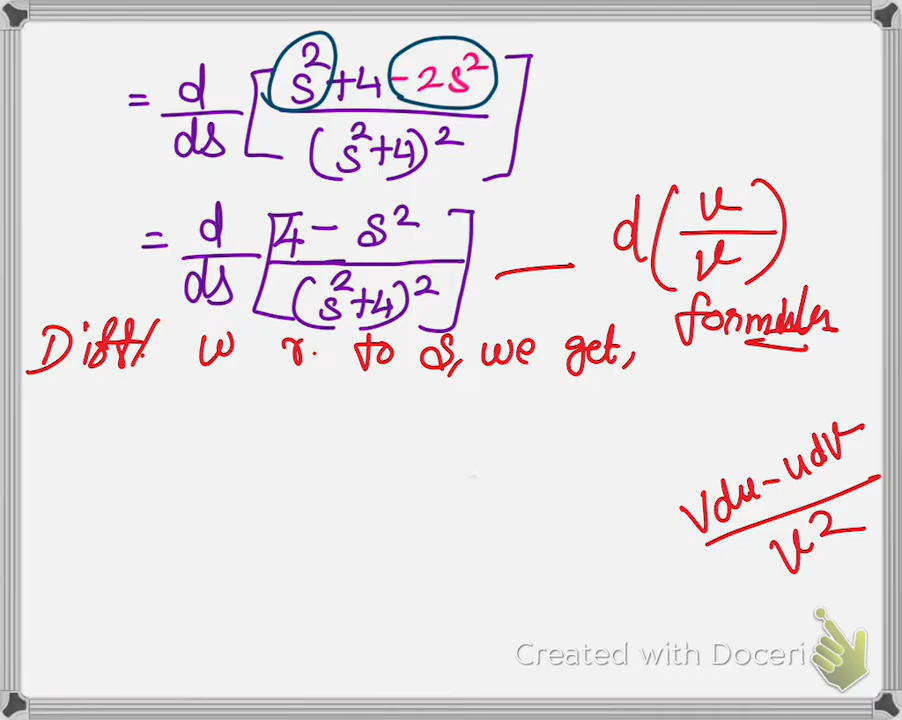 = d/ds [ s²+4-2s² / (s²+4)² ]
= d/ds [ 4 - s² / (s²+4)² ] — d(u/v)
formula
Diff. w r. to s, we get,
vdu-udv / v²
Created with Doceri